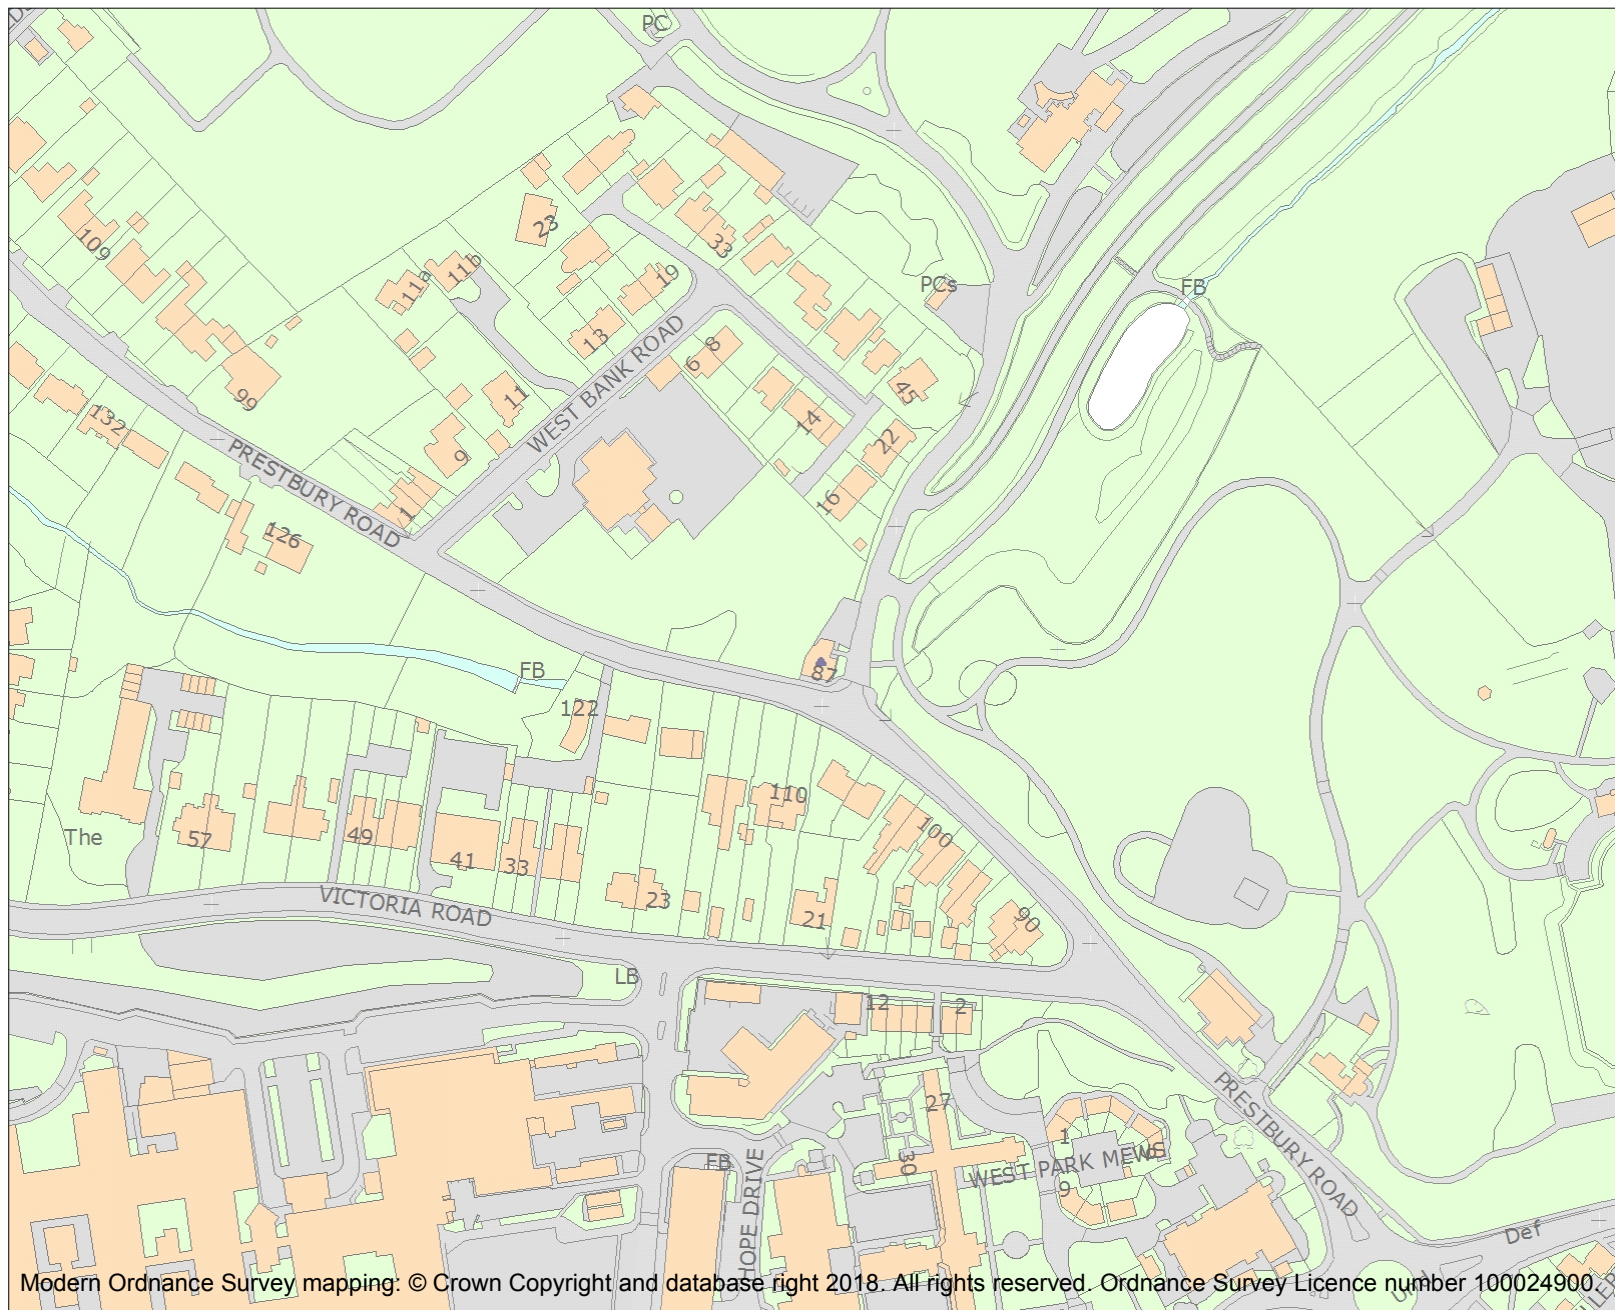 PC
109
23
11a
11b
33
19
PCs
FB
13
8
6
45
99
11
WEST BANK ROAD
132
14
22
9
PRESTBURY ROAD
16
1
126
FB
87
122
110
The
57
49
41
33
100
23
21
90
VICTORIA ROAD
LB
12
2
27
PRESTBURY ROAD
1
30
WEST PARK MEWS
FB
9
HOPE DRIVE
Def
Und
Modern Ordnance Survey mapping: © Crown Copyright and database right 2018. All rights reserved. Ordnance Survey Licence number 100024900.